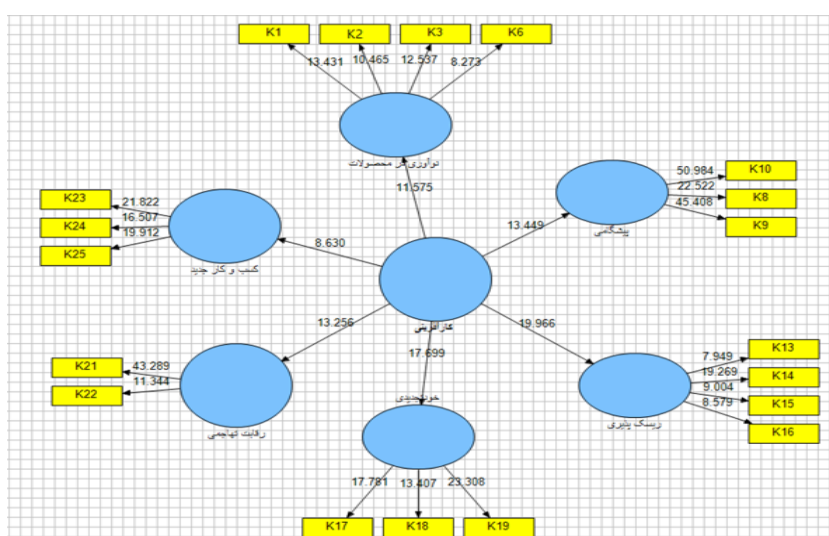 K1
K2
K3
K6
13.431
10.465
12.537
8.273
نوآوری در محصولات
11.575
K10
K8
K9
50.984
22.522
45.408
پیشگامی
13.449
K23
K24
K25
21.822
16.507
19.912
کسب و کار جدید
8.630
کارآفرینی
13.256
19.966
17.699
K21
K22
43.289
11.344
رقابت تهاجمی
K13
K14
K15
K16
7.949
19.269
9.004
8.579
ریسک پذیری
17.781
13.407
23.308
K17
K18
K19